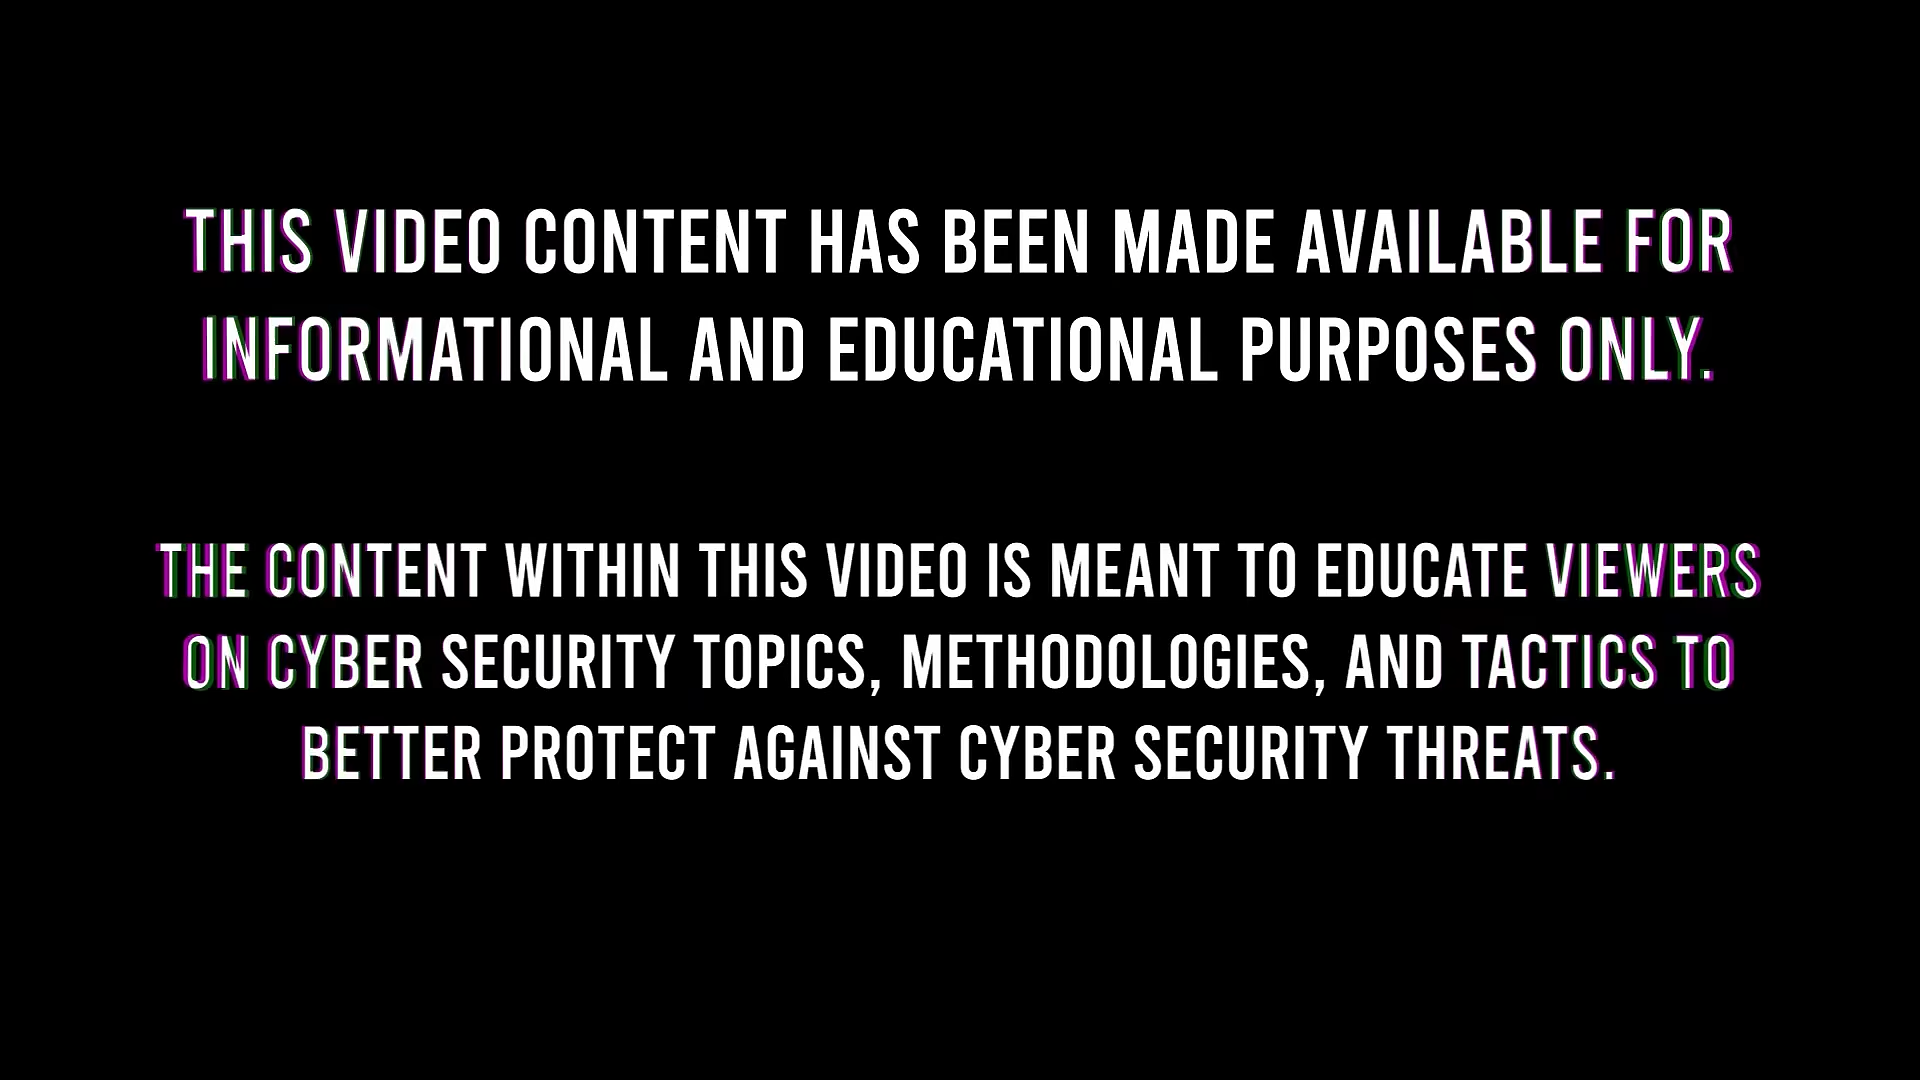 THIS VIDEO CONTENT HAS BEEN MADE AVAILABLE FOR
INFORMATIONAL AND EDUCATIONAL PURPOSES ONLY.
THE CONTENT WITHIN THIS VIDEO IS MEANT TO EDUCATE VIEWERS
ON CYBER SECURITY TOPICS, METHODOLOGIES, AND TACTICS TO
BETTER PROTECT AGAINST CYBER SECURITY THREATS.